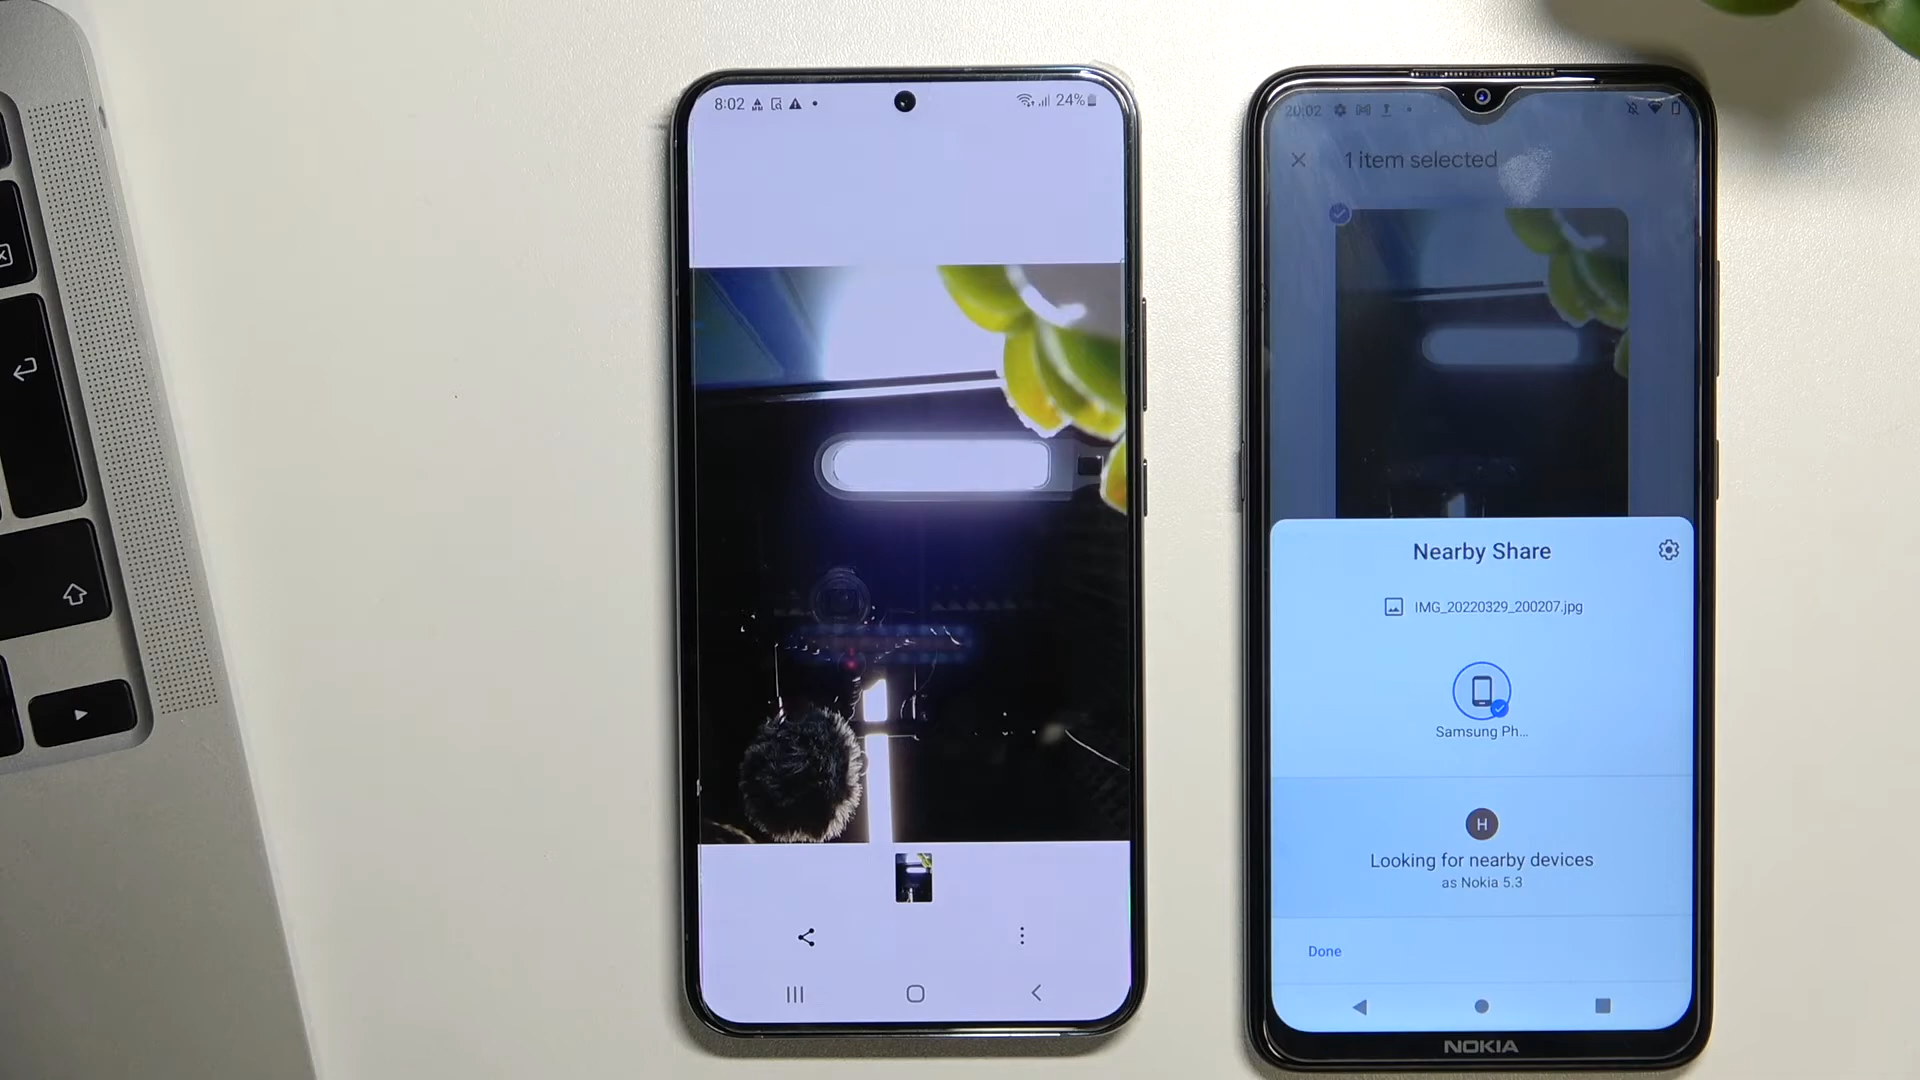 8:02
24%
20:02
1 item selected
Nearby Share
IMG_20220329_200207.jpg
Samsung Ph...
H
Looking for nearby devices
as Nokia 5.3
Done
NOKIA